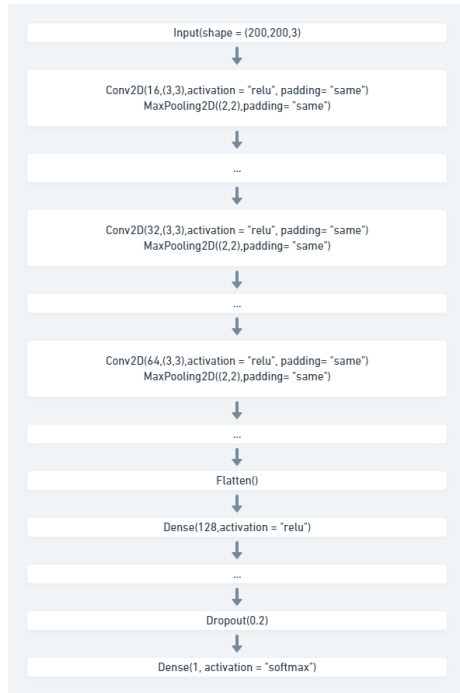 Input(shape = (200,200,3)
Conv2D(16,(3,3),activation = "relu", padding= "same")
MaxPooling2D((2,2),padding= "same")
...
Conv2D(32,(3,3),activation = "relu", padding= "same")
MaxPooling2D((2,2),padding= "same")
...
Conv2D(64,(3,3),activation = "relu", padding= "same")
MaxPooling2D((2,2),padding= "same")
...
Flatten()
Dense(128,activation = "relu")
...
Dropout(0.2)
Dense(1, activation = "softmax")